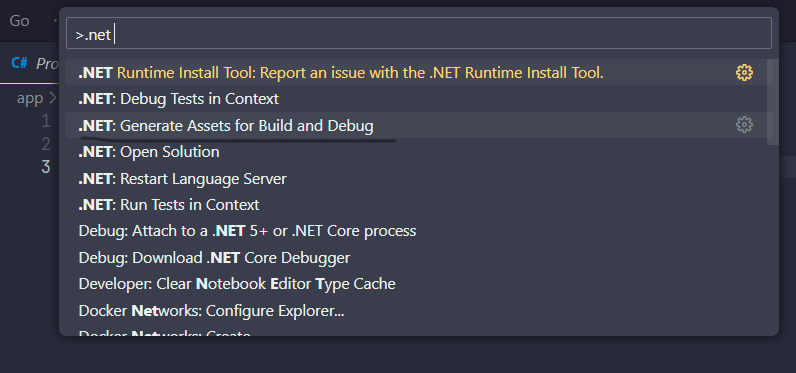 Go
>.net
C# Pro
.NET Runtime Install Tool: Report an issue with the .NET Runtime Install Tool.
app >
.NET: Debug Tests in Context
1
.NET: Generate Assets for Build and Debug
2
.NET: Open Solution
3
.NET: Restart Language Server
.NET: Run Tests in Context
Debug: Attach to a .NET 5+ or .NET Core process
Debug: Download .NET Core Debugger
Developer: Clear Notebook Editor Type Cache
Docker Networks: Configure Explorer...
Docker Networks: Create